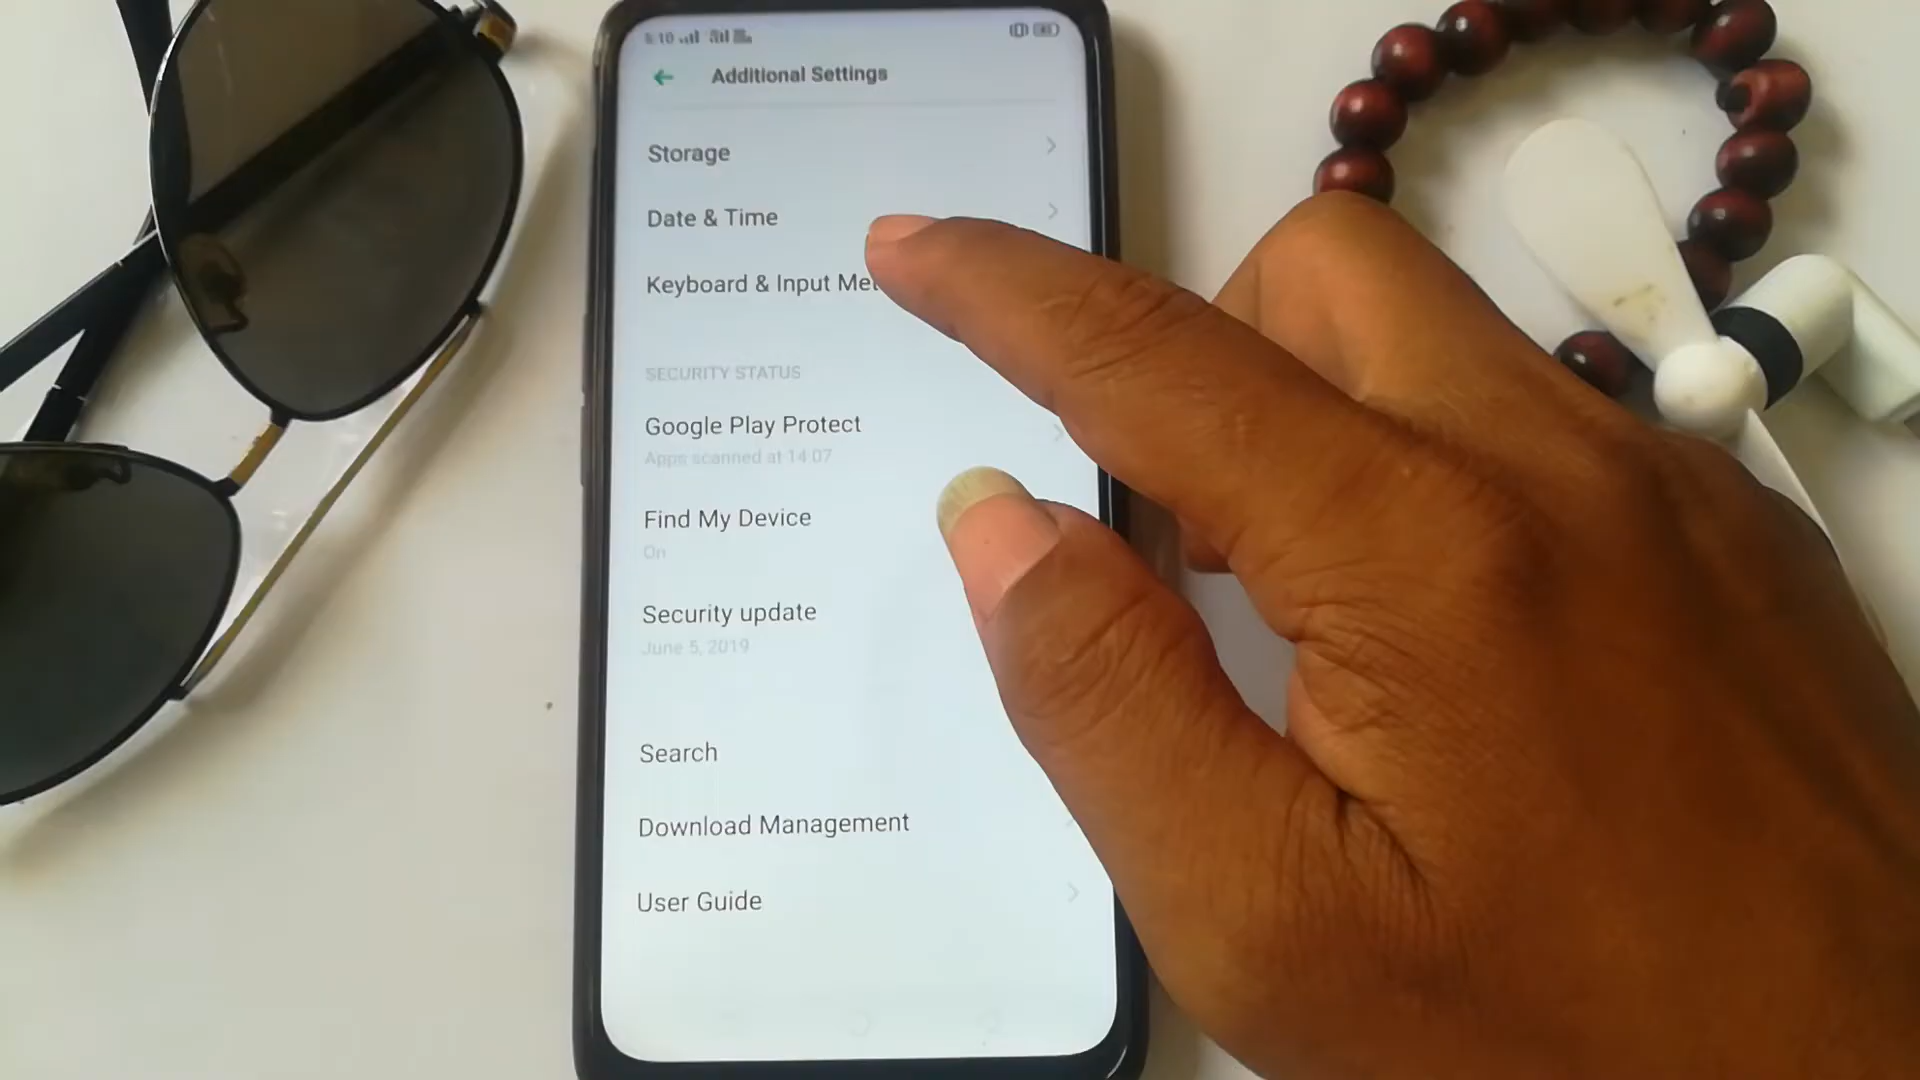 Additional Settings
Storage
Date & Time
Keyboard & Input Met
SECURITY STATUS
Google Play Protect
Apps scanned at 14:07
Find My Device
On
Security update
June 5, 2019
Search
Download Management
User Guide